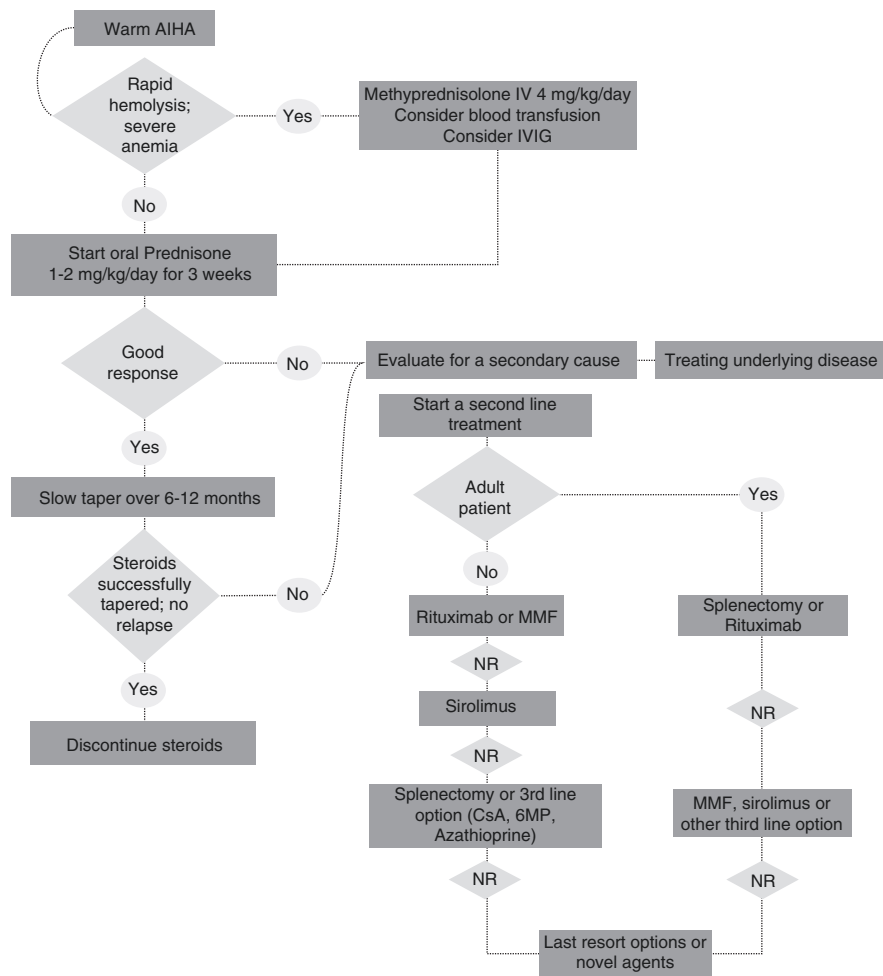 Warm AIHA
Rapid
hemolysis;
severe
anemia
Yes
Methyprednisolone IV 4 mg/kg/day
Consider blood transfusion
Consider IVIG
No
Start oral Prednisone
1-2 mg/kg/day for 3 weeks
Good
response
No
Evaluate for a secondary cause
Treating underlying disease
Yes
Slow taper over 6-12 months
Steroids
successfully
tapered; no
relapse
No
Yes
Discontinue steroids
Start a second line
treatment
Adult
patient
Yes
No
Rituximab or MMF
NR
Sirolimus
NR
Splenectomy or 3rd line
option (CsA, 6MP,
Azathioprine)
NR
Splenectomy or
Rituximab
NR
MMF, sirolimus or
other third line option
NR
Last resort options or
novel agents